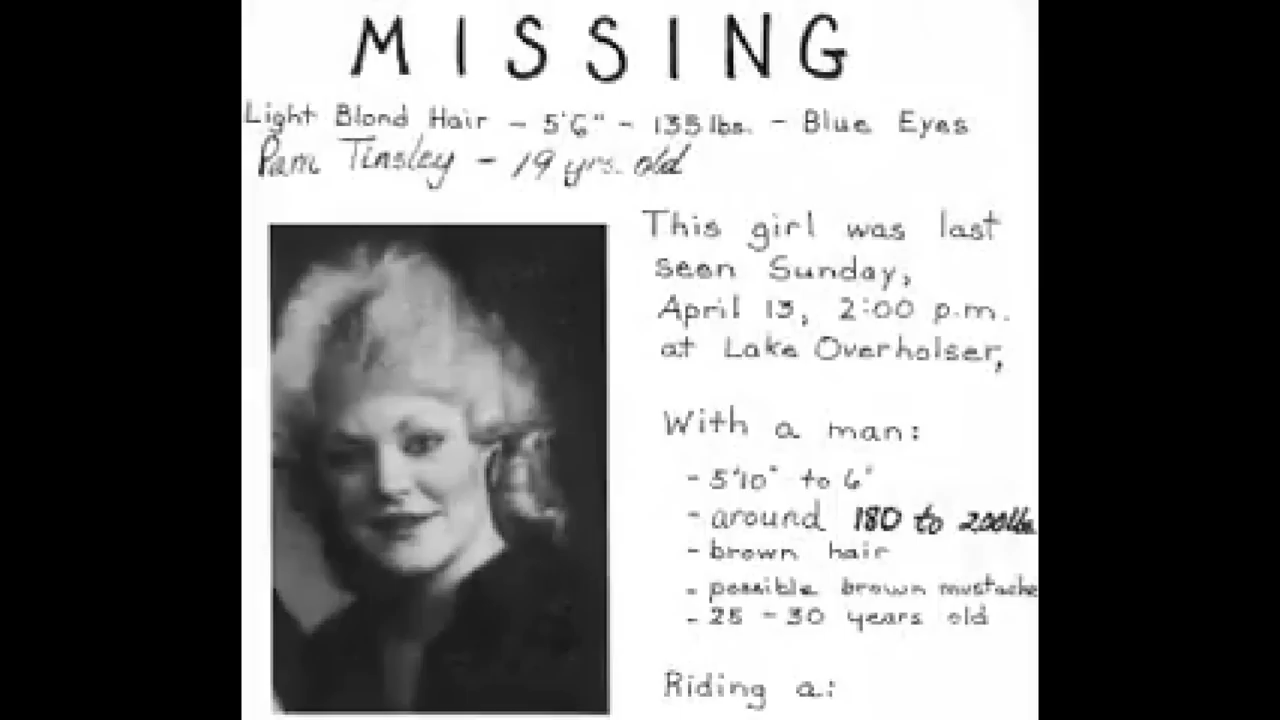 MISSING
Light Blond Hair - 5'6" - 135 lbs. - Blue Eyes
Pam Tinsley - 19 yrs. old
This girl was last
seen Sunday,
April 13, 2:00 p.m.
at Lake Overholser,
With a man:
- 5'10" to 6'
- around 180 to 200lbs.
- brown hair
- possible brown mustache
- 25 - 30 years old
Riding a: